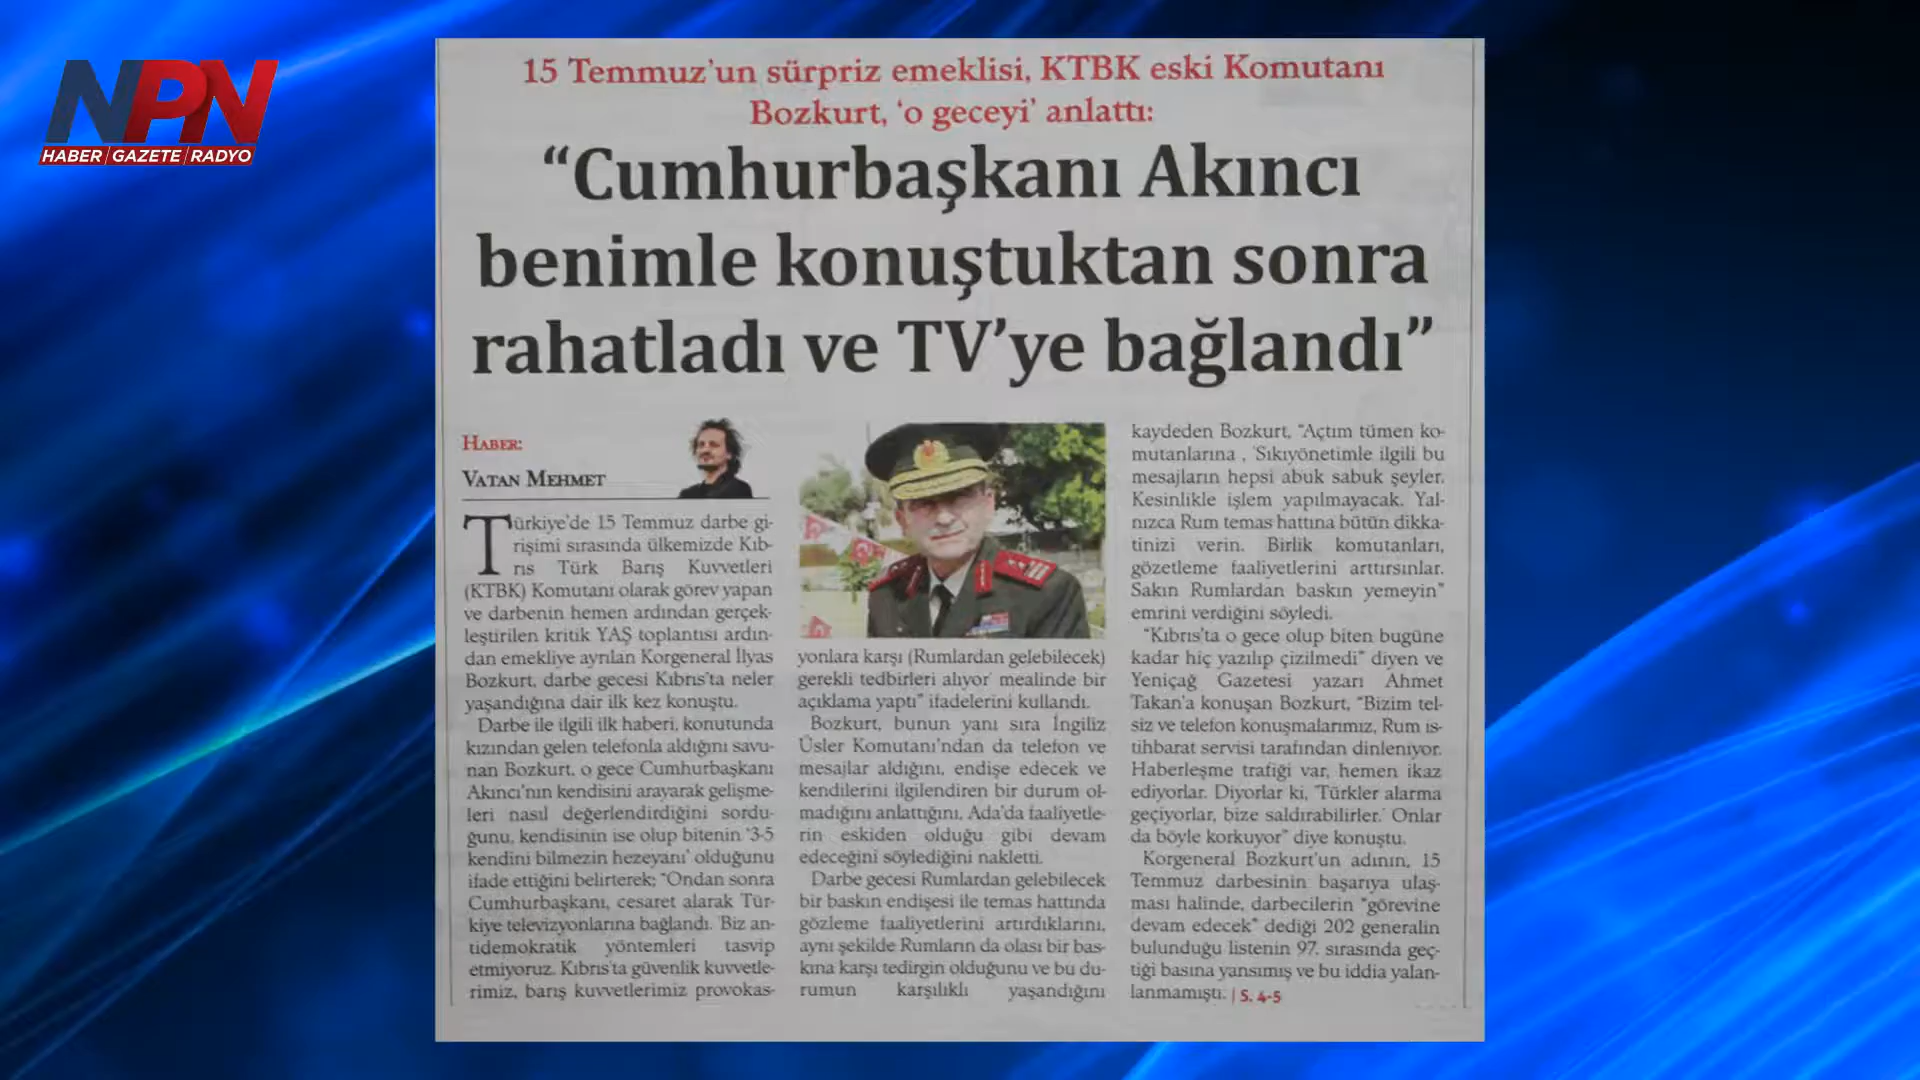 NPN
HABER | GAZETE | RADYO
15 Temmuz'un sürpriz emeklisi, KTBK eski Komutanı
Bozkurt, 'o geceyi' anlattı:
“Cumhurbaşkanı Akıncı
benimle konuştuktan sonra
rahatladı ve TV'ye bağlandı”
HABER:
VATAN MEHMET
Türkiye'de 15 Temmuz darbe gi-
rişimi sırasında ülkemizde Kıb-
rıs Türk Barış Kuvvetleri
(KTBK) Komutanı olarak görev yapan
ve darbenin hemen ardından gerçek-
leştirilen kritik YAŞ toplantısı ardın-
dan emekliye ayrılan Korgeneral İlyas
Bozkurt, darbe gecesi Kıbrıs'ta neler
yaşandığına dair ilk kez konuştu.
Darbe ile ilgili ilk haberi, konutunda
kızından gelen telefonla aldığını savu-
nan Bozkurt, o gece Cumhurbaşkanı
Akıncı'nın kendisini arayarak gelişme-
leri nasıl değerlendirdiğini sordu-
ğunu, kendisinin ise olup bitenin '3-5
kendini bilmezin hezeyanı' olduğunu
ifade ettiğini belirterek; “Ondan sonra
Cumhurbaşkanı, cesaret alarak Tür-
kiye televizyonlarına bağlandı. 'Biz an-
tidemokratik yöntemleri tasvip
etmiyoruz. Kıbrıs'ta güvenlik kuvvetle-
rimiz, barış kuvvetlerimiz provokas-
yonlara karşı (Rumlardan gelebilecek)
gerekli tedbirleri alıyor' mealinde bir
açıklama yaptı” ifadelerini kullandı.
Bozkurt, bunun yanı sıra İngiliz
Üsler Komutanı'ndan da telefon ve
mesajlar aldığını, endişe edecek ve
kendilerini ilgilendiren bir durum ol-
madığını anlattığını, Ada'da faaliyetle-
rin eskiden olduğu gibi devam
edeceğini söylediğini nakletti.
Darbe gecesi Rumlardan gelebilecek
bir baskın endişesi ile temas hattında
gözleme faaliyetlerini artırdıklarını,
aynı şekilde Rumların da olası bir bas-
kına karşı tedirgin olduğunu ve bu du-
rumun karşılıklı yaşandığını
kaydeden Bozkurt, “Açtım tümen ko-
mutanlarına , 'Sıkıyönetimle ilgili bu
mesajların hepsi abuk sabuk şeyler.
Kesinlikle işlem yapılmayacak. Yal-
nızca Rum temas hattına bütün dikka-
tinizi verin. Birlik komutanları,
gözetleme faaliyetlerini arttırsınlar.
Sakın Rumlardan baskın yemeyin”
emrini verdiğini söyledi.
“Kıbrıs'ta o gece olup biten bugüne
kadar hiç yazılıp çizilmedi” diyen ve
Yeniçağ Gazetesi yazarı Ahmet
Takan'a konuşan Bozkurt, “Bizim tel-
siz ve telefon konuşmalarımız, Rum is-
tihbarat servisi tarafından dinleniyor.
Haberleşme trafiği var, hemen ikaz
ediyorlar. Diyorlar ki, 'Türkler alarma
geçiyorlar, bize saldırabilirler.' Onlar
da böyle korkuyor” diye konuştu.
Korgeneral Bozkurt'un adının, 15
Temmuz darbesinin başarıya ulaş-
ması halinde, darbecilerin “görevine
devam edecek” dediği 202 generalin
bulunduğu listenin 97. sırasında geç-
tiği basına yansımış ve bu iddia yalan-
lanmamıştı. | S. 4-5